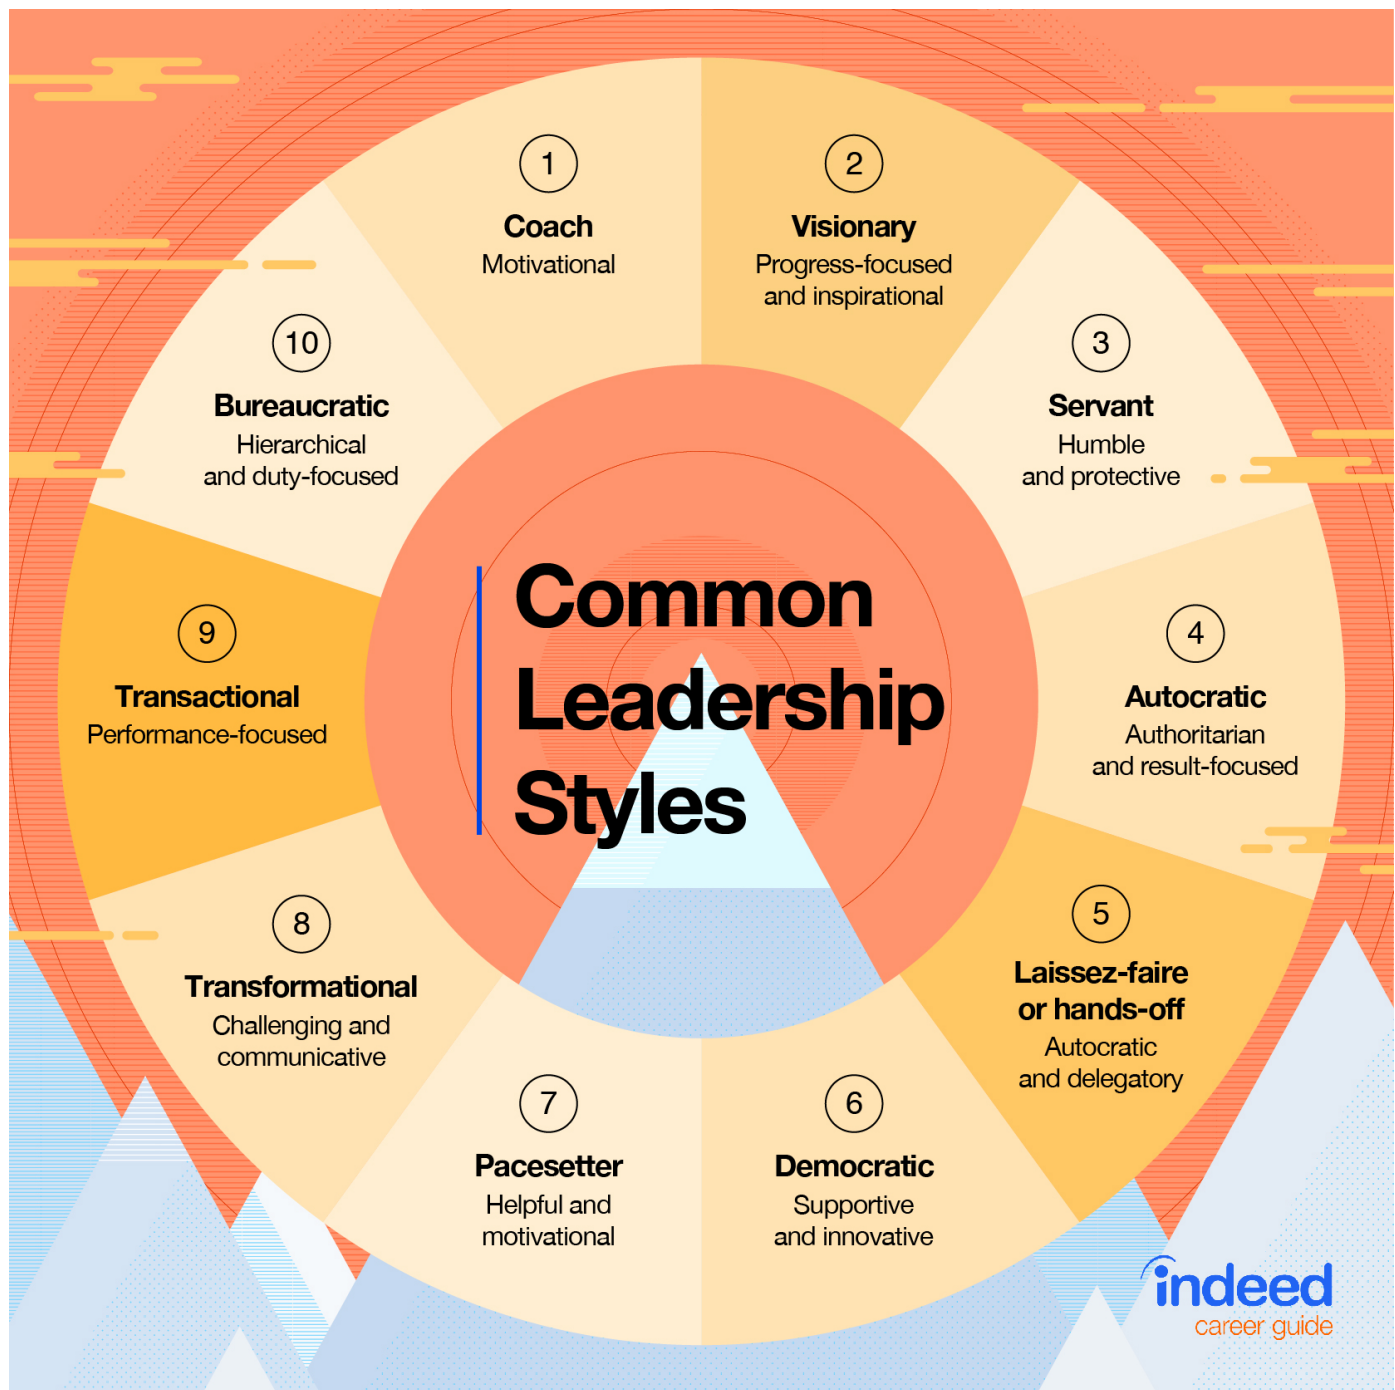 Common
Leadership
Styles
1
Coach
Motivational
2
Visionary
Progress-focused
and inspirational
3
Servant
Humble
and protective
4
Autocratic
Authoritarian
and result-focused
5
Laissez-faire
or hands-off
Autocratic
and delegatory
6
Democratic
Supportive
and innovative
7
Pacesetter
Helpful and
motivational
8
Transformational
Challenging and
communicative
9
Transactional
Performance-focused
10
Bureaucratic
Hierarchical
and duty-focused
indeed
career guide